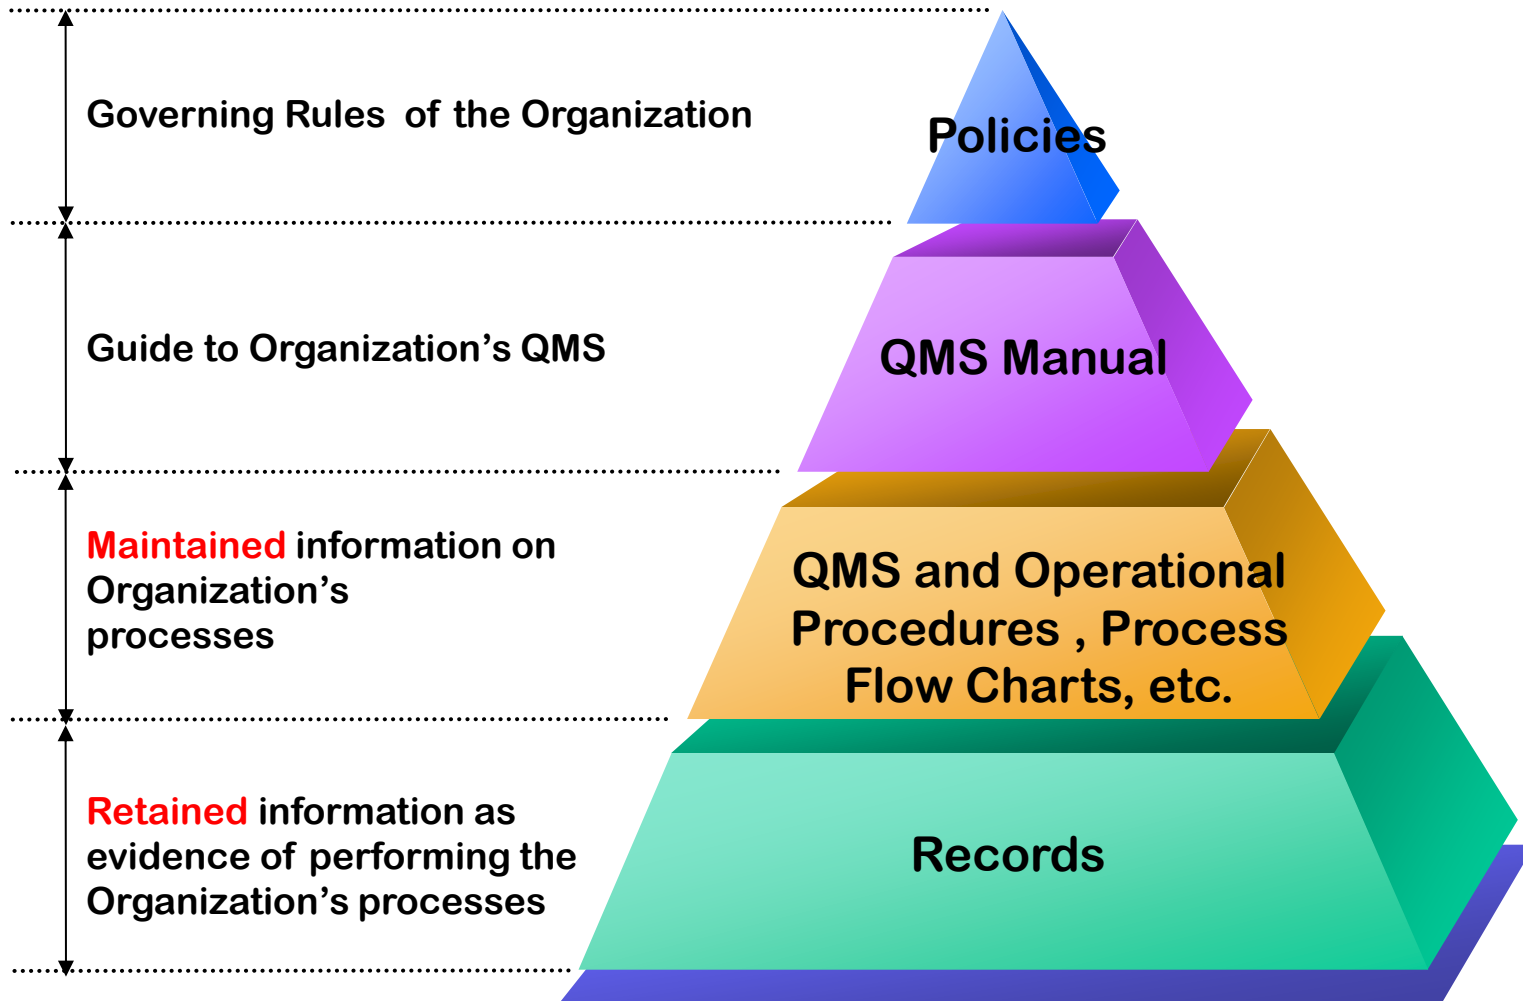 Governing Rules of the Organization
Policies
Guide to Organization’s QMS
QMS Manual
Maintained information on
Organization’s
processes
QMS and Operational
Procedures , Process
Flow Charts, etc.
Retained information as
evidence of performing the
Organization’s processes
Records